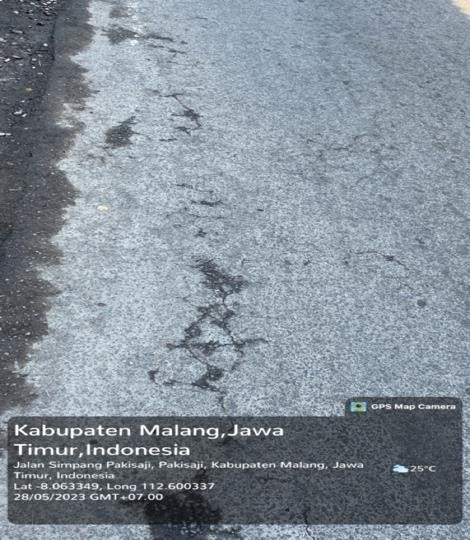 GPS Map Camera
Kabupaten Malang,Jawa
Timur,Indonesia
Jalan Simpang Pakisaji, Pakisaji, Kabupaten Malang, Jawa
Timur, Indonesia
25°C
Lat -8.063349, Long 112.600337
28/05/2023 GMT+07.00